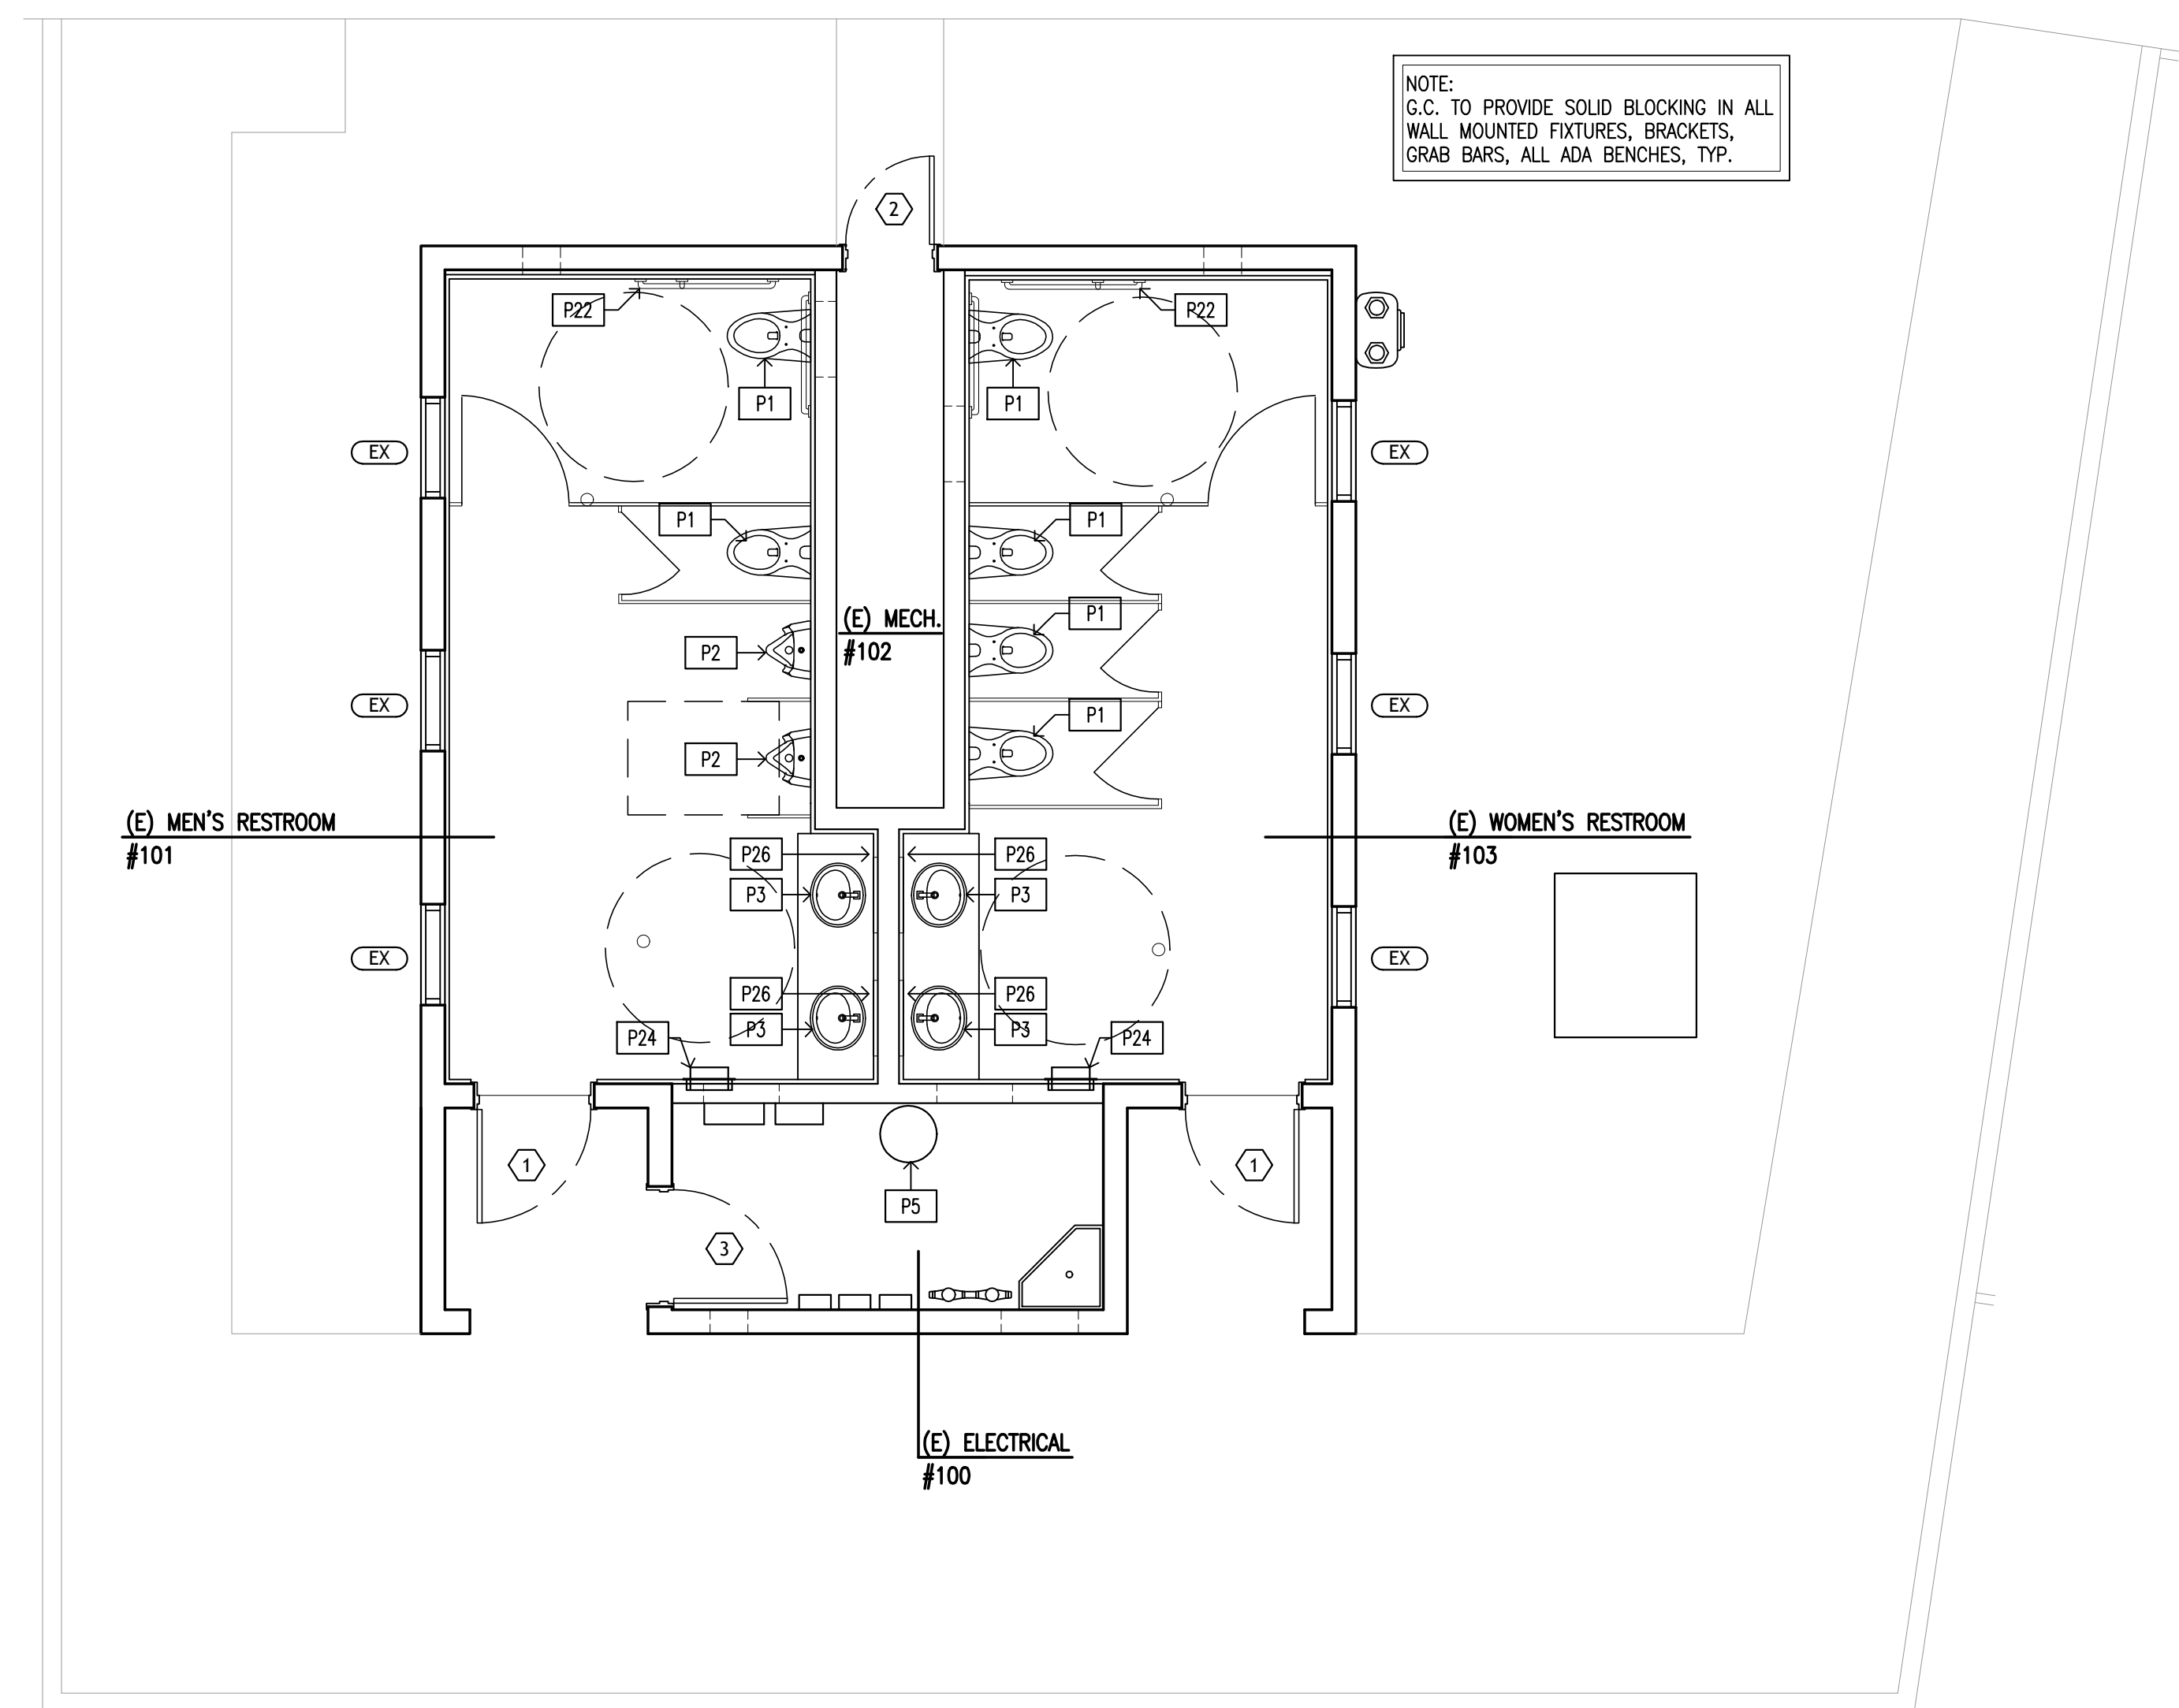 NOTE:
G.C. TO PROVIDE SOLID BLOCKING IN ALL
WALL MOUNTED FIXTURES, BRACKETS,
GRAB BARS, ALL ADA BENCHES, TYP.
2
P22
P22
P1
P1
EX
EX
P1
P1
(E) MECH.
#102
P1
P2
EX
P1
EX
P2
(E) MEN'S RESTROOM
#101
(E) WOMEN'S RESTROOM
#103
P26
P26
P3
P3
EX
EX
P26
P26
P24
P3
P3
P24
1
1
P5
3
(E) ELECTRICAL
#100